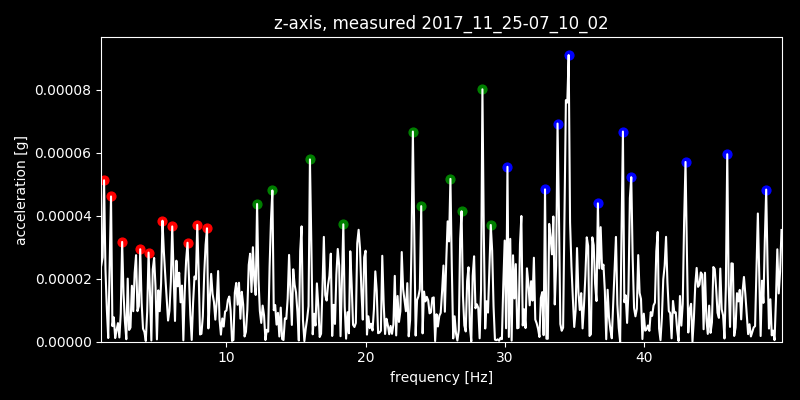 z-axis, measured 2017_11_25-07_10_02
0.00008
0.00006
0.00004
0.00002
0.00000
acceleration [g]
10 20 30 40
frequency [Hz]